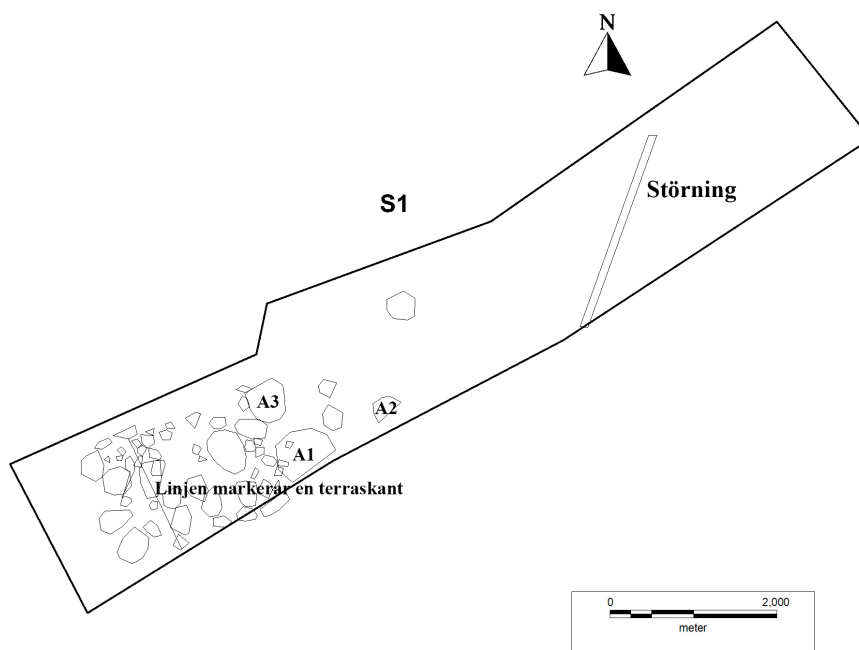 N
Störning
S1
A3
A2
A1
Linjen markerar en terraskant
0 2,000
meter